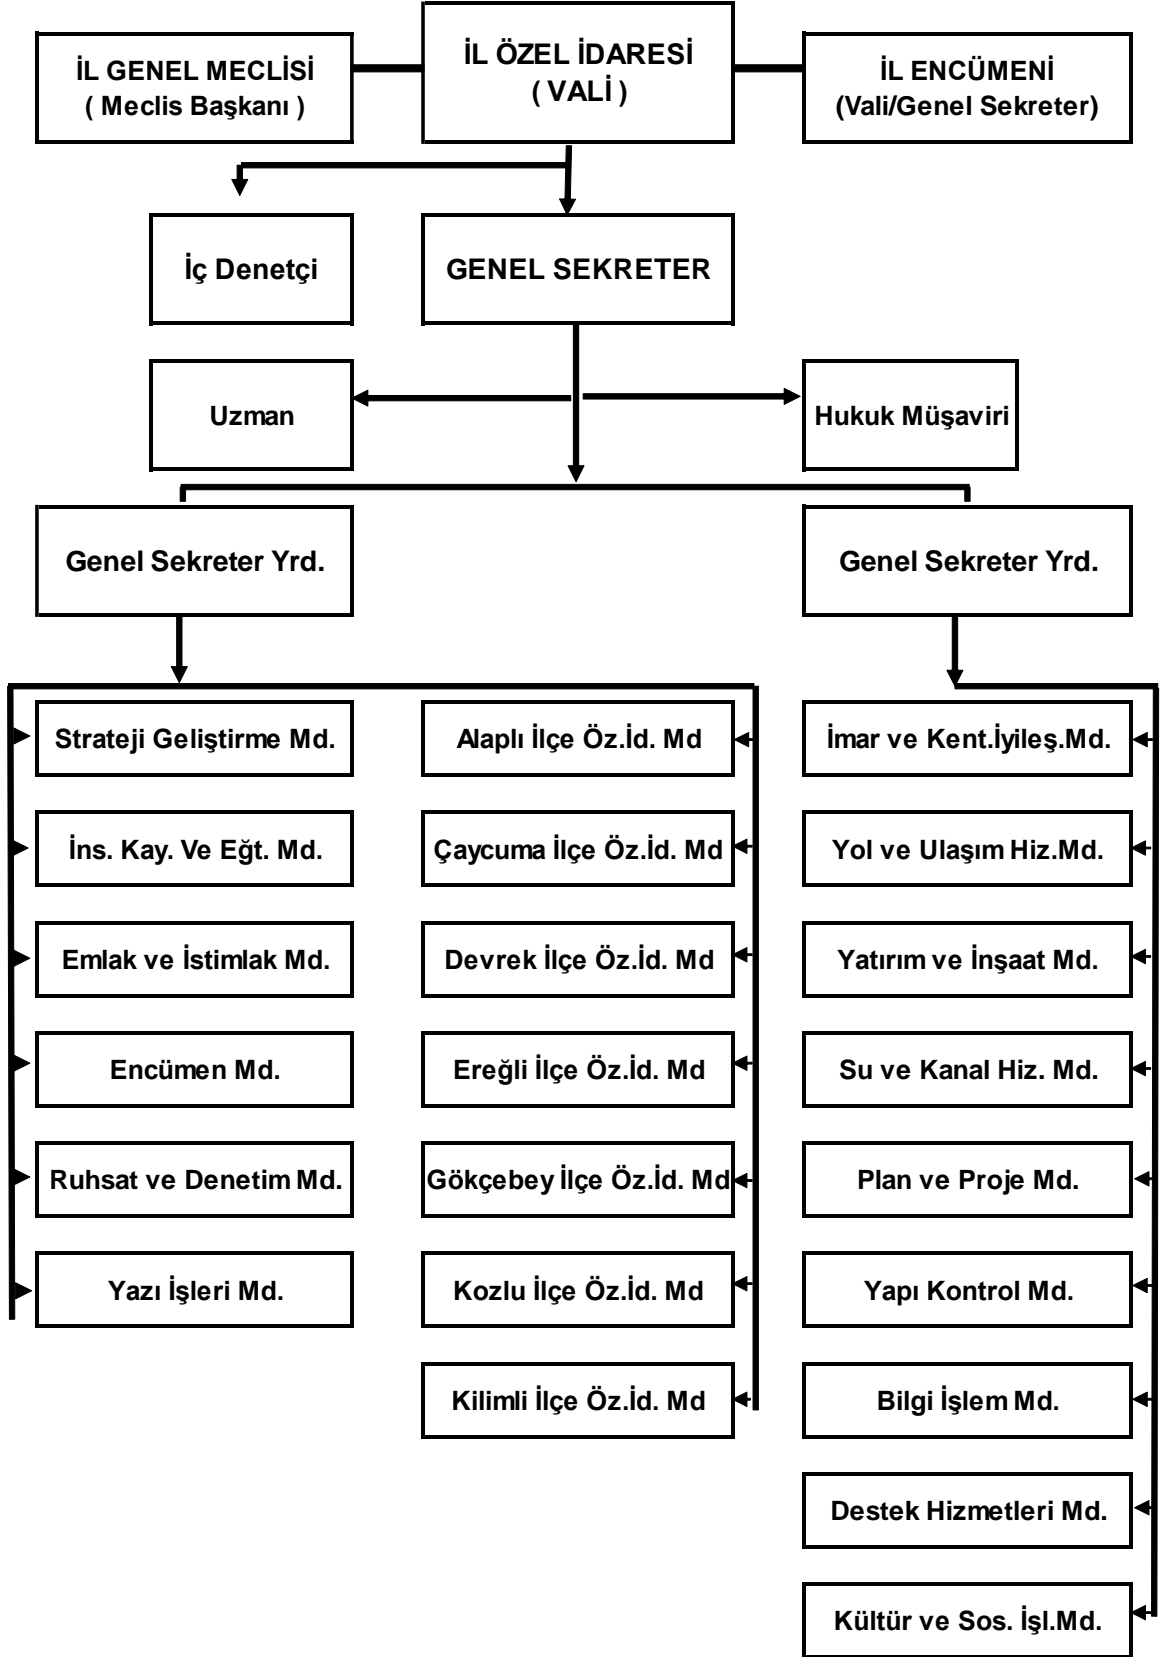 İL GENEL MECLİSİ
( Meclis Başkanı )
İL ÖZEL İDARESİ
( VALİ )
İL ENCÜMENİ
(Vali/Genel Sekreter)
İç Denetçi
GENEL SEKRETER
Uzman
Hukuk Müşaviri
Genel Sekreter Yrd.
Genel Sekreter Yrd.
Strateji Geliştirme Md.
Alaplı İlçe Öz.İd. Md
İmar ve Kent.İyileş.Md.
İns. Kay. Ve Eğt. Md.
Çaycuma İlçe Öz.İd. Md
Yol ve Ulaşım Hiz.Md.
Emlak ve İstimlak Md.
Devrek İlçe Öz.İd. Md
Yatırım ve İnşaat Md.
Encümen Md.
Ereğli İlçe Öz.İd. Md
Su ve Kanal Hiz. Md.
Ruhsat ve Denetim Md.
Gökçebey İlçe Öz.İd. Md
Plan ve Proje Md.
Yazı İşleri Md.
Kozlu İlçe Öz.İd. Md
Yapı Kontrol Md.
Kilimli İlçe Öz.İd. Md
Bilgi İşlem Md.
Destek Hizmetleri Md.
Kültür ve Sos. İşl.Md.